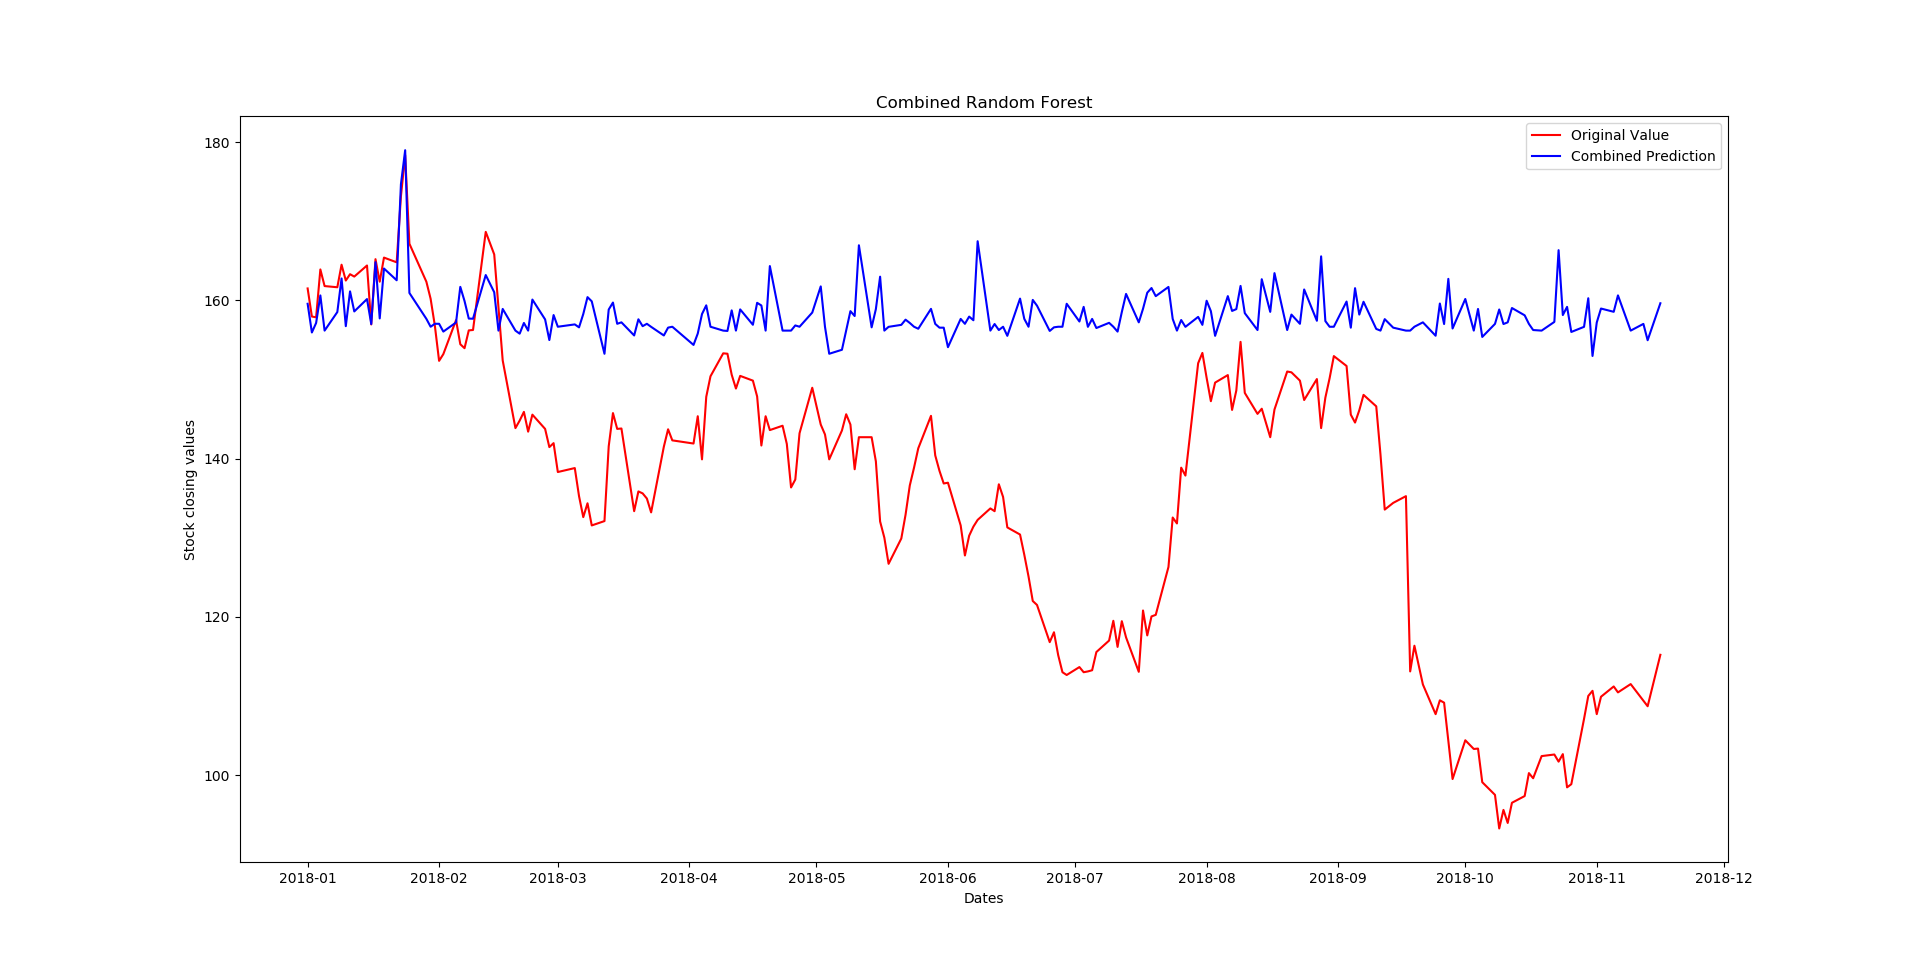 Combined Random Forest
Original Value
Combined Prediction
180
160
140
120
100
Stock closing values
2018-01 2018-02 2018-03 2018-04 2018-05 2018-06 2018-07 2018-08 2018-09 2018-10 2018-11 2018-12
Dates